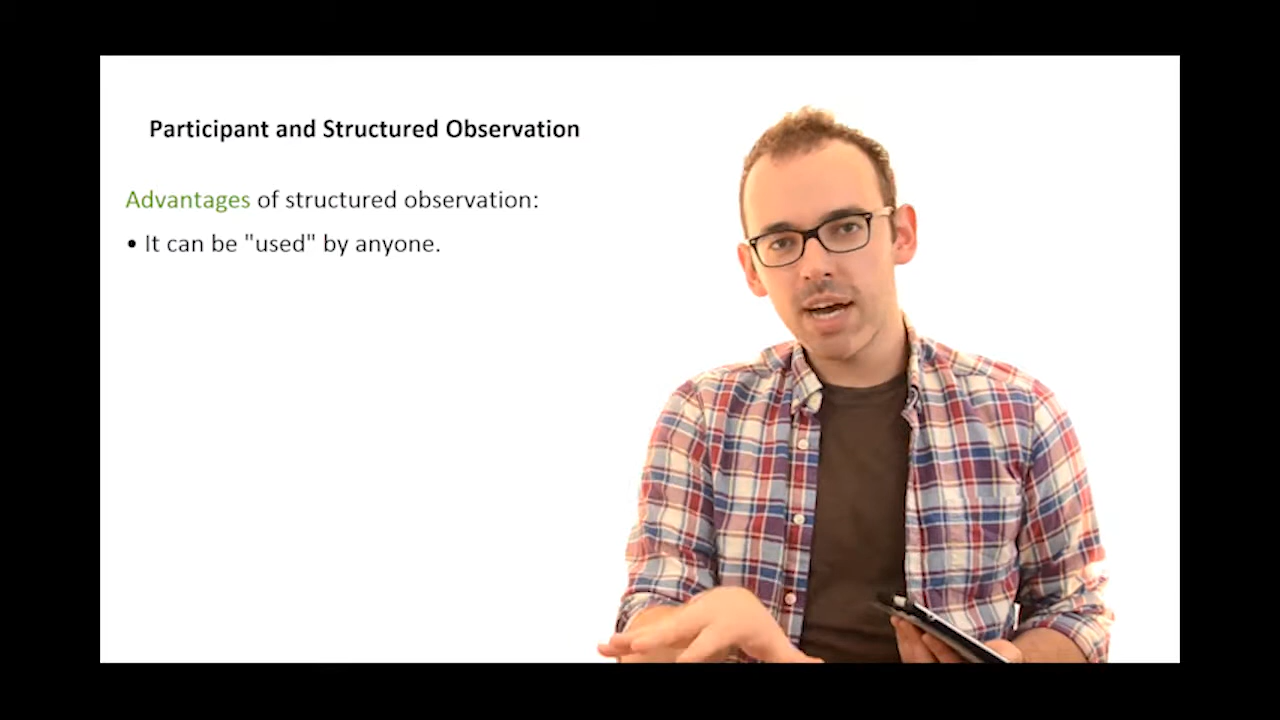 Participant and Structured Observation
Advantages of structured observation:
• It can be "used" by anyone.